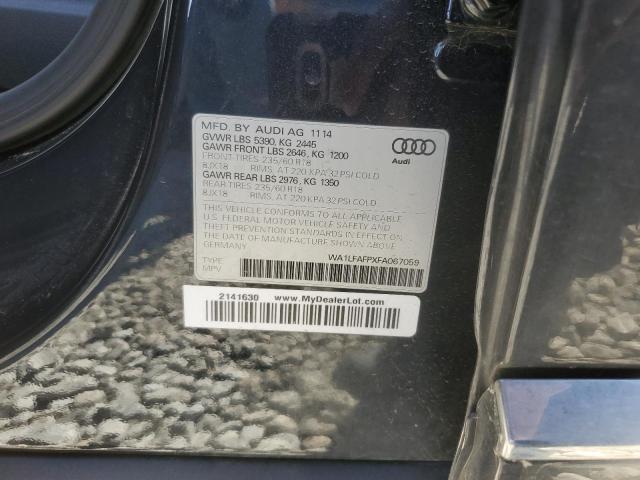 MFD. BY AUDI AG 1114
GVWR LBS 5390, KG 2445
GAWR FRONT LBS 2646, KG 1200
FRONT-TIRES 235/60 R18
8JX18 RIMS, AT 220 KPA/32 PSI COLD
GAWR REAR LBS 2976, KG 1350
REAR TIRES 235/60 R18
8JX18 RIMS, AT 220 KPA/32 PSI COLD
THIS VEHICLE CONFORMS TO ALL APPLICABLE
U.S. FEDERAL MOTOR VEHICLE SAFETY AND
THEFT PREVENTION STANDARDS IN EFFECT ON
THE DATE OF MANUFACTURE SHOWN ABOVE.
GERMANY
TYPE: WA1LFAFPXFA067059
MPV
Audi
2141630 www.MyDealerLot.com